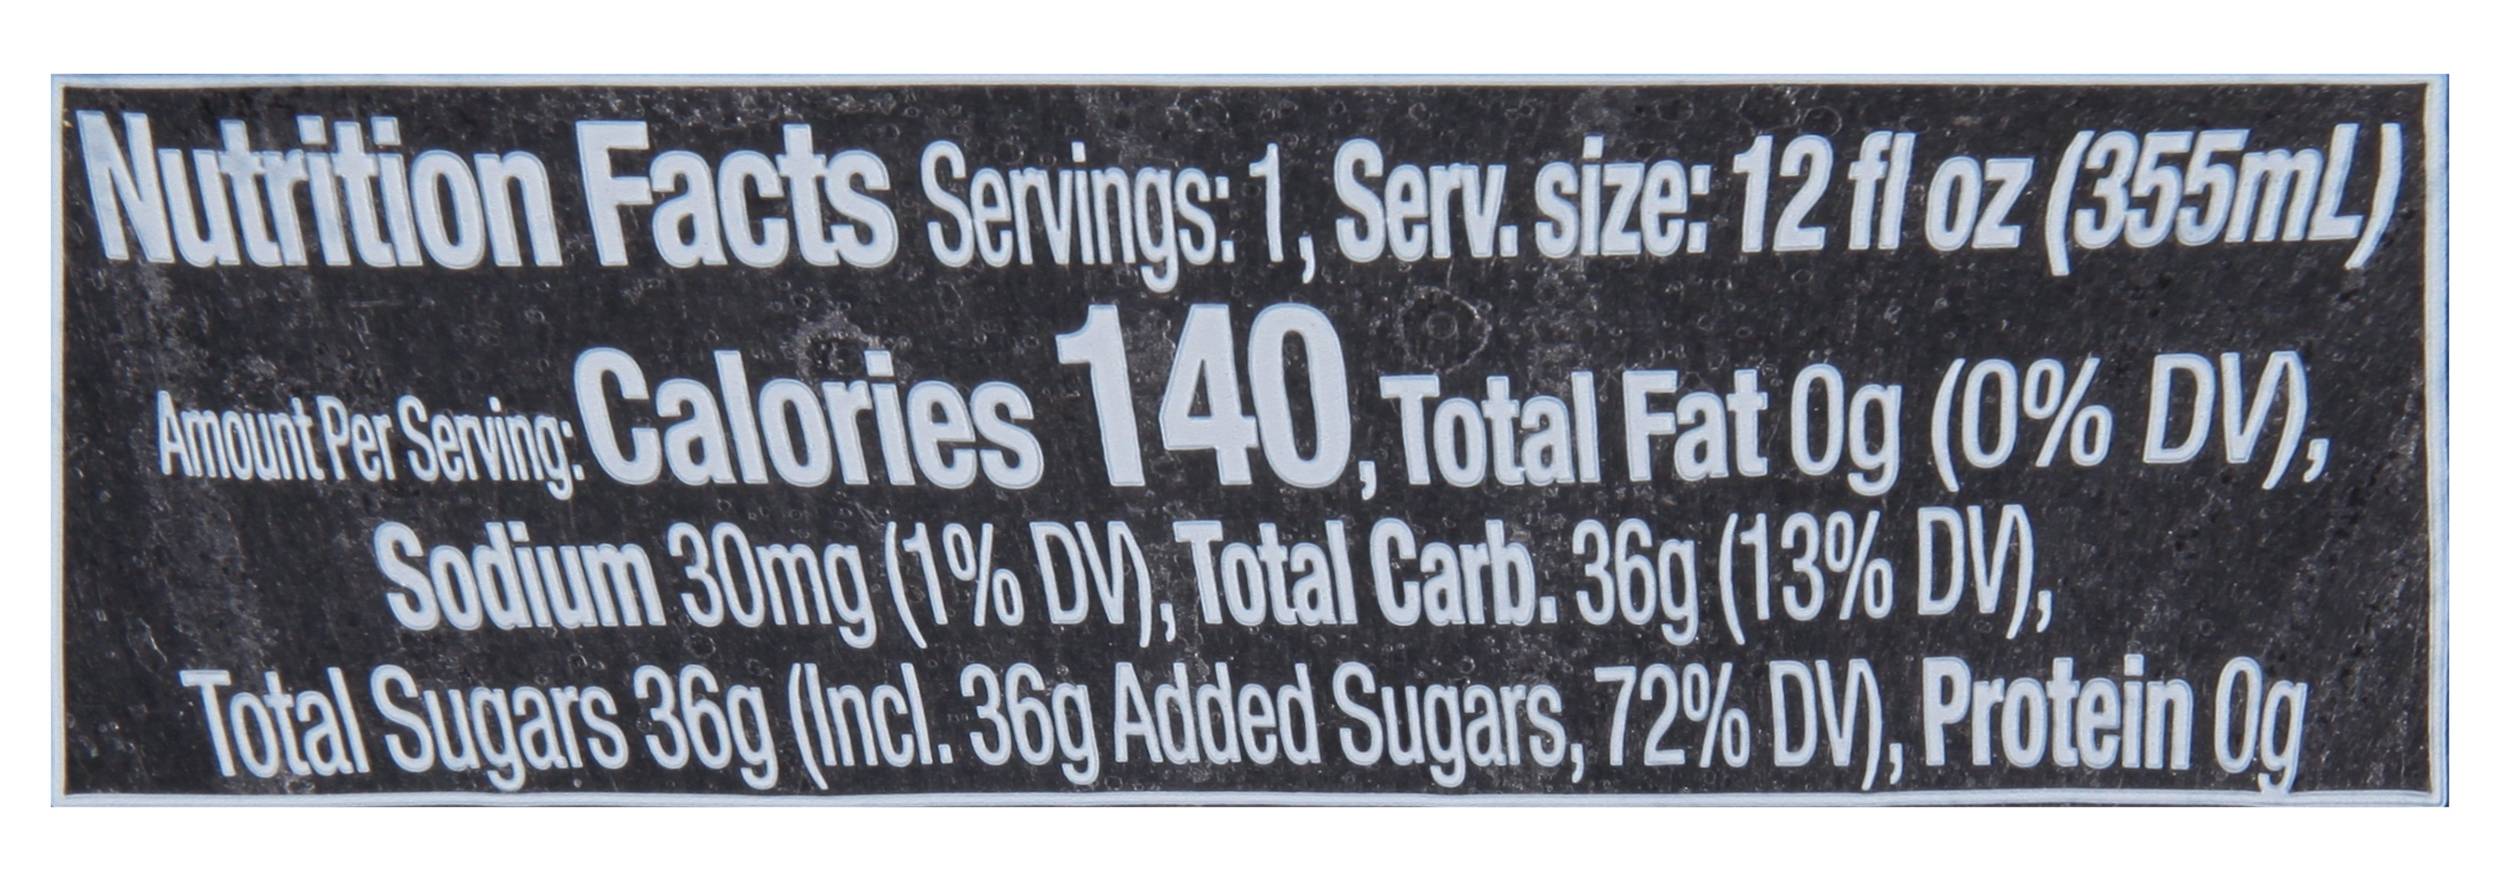 Nutrition Facts Servings: 1, Serv. size: 12 fl oz (355mL)
Amount Per Serving: Calories 140, Total Fat 0g (0% DV),
Sodium 30mg (1% DV), Total Carb. 36g (13% DV),
Total Sugars 36g (Incl. 36g Added Sugars, 72% DV), Protein 0g